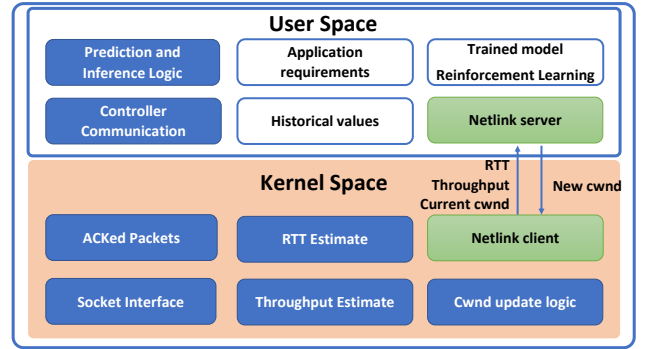 User Space
Prediction and
Inference Logic
Application
requirements
Trained model
Reinforcement Learning
Controller
Communication
Historical values
Netlink server
RTT
Throughput
Current cwnd
New cwnd
Kernel Space
ACKed Packets
RTT Estimate
Netlink client
Socket Interface
Throughput Estimate
Cwnd update logic